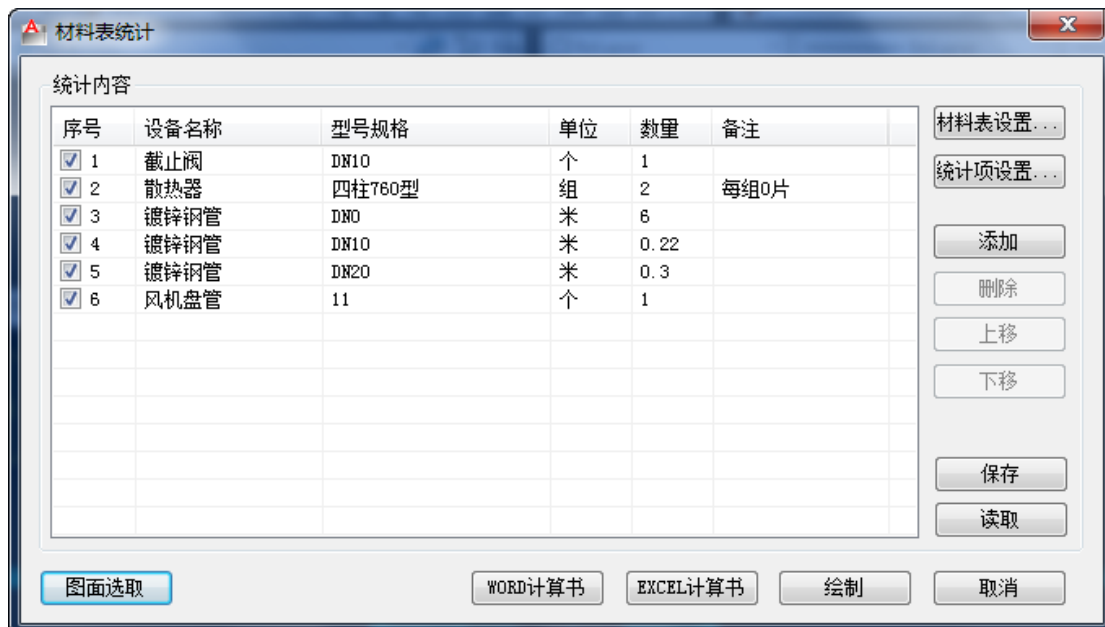 材料表统计
统计内容
序号 设备名称 型号规格 单位 数量 备注
1 截止阀 DN10 个 1
2 散热器 四柱760型 组 2 每组0片
3 镀锌钢管 DN0 米 6
4 镀锌钢管 DN10 米 0.22
5 镀锌钢管 DN20 米 0.3
6 风机盘管 11 个 1
材料表设置...
统计项设置...
添加
删除
上移
下移
保存
读取
图面选取 WORD计算书 EXCEL计算书 绘制 取消